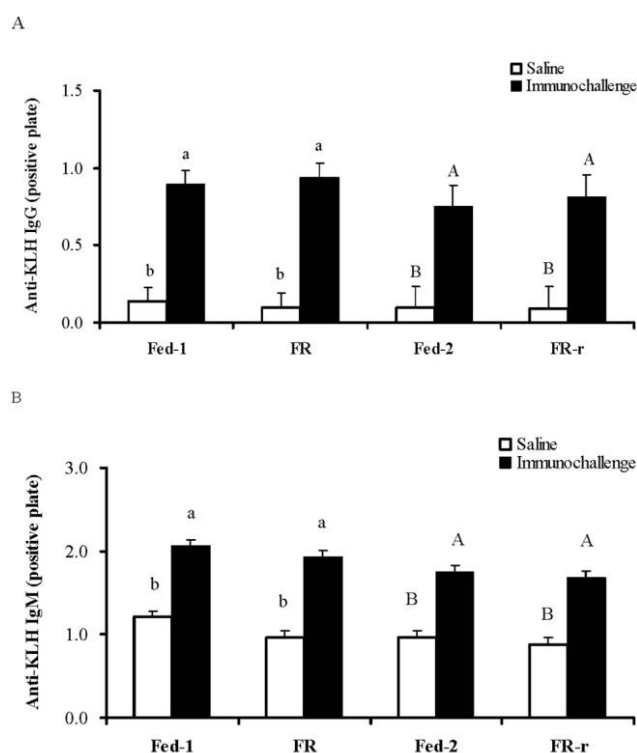 A
Saline
Immunochallenge
1.5
1.0
0.5
0.0
Anti-KLH IgG (positive plate)
b a b a B A B A
Fed-1 FR Fed-2 FR-r
B
Saline
Immunochallenge
3.0
2.0
1.0
0.0
Anti-KLH IgM (positive plate)
b a b a B A B A
Fed-1 FR Fed-2 FR-r